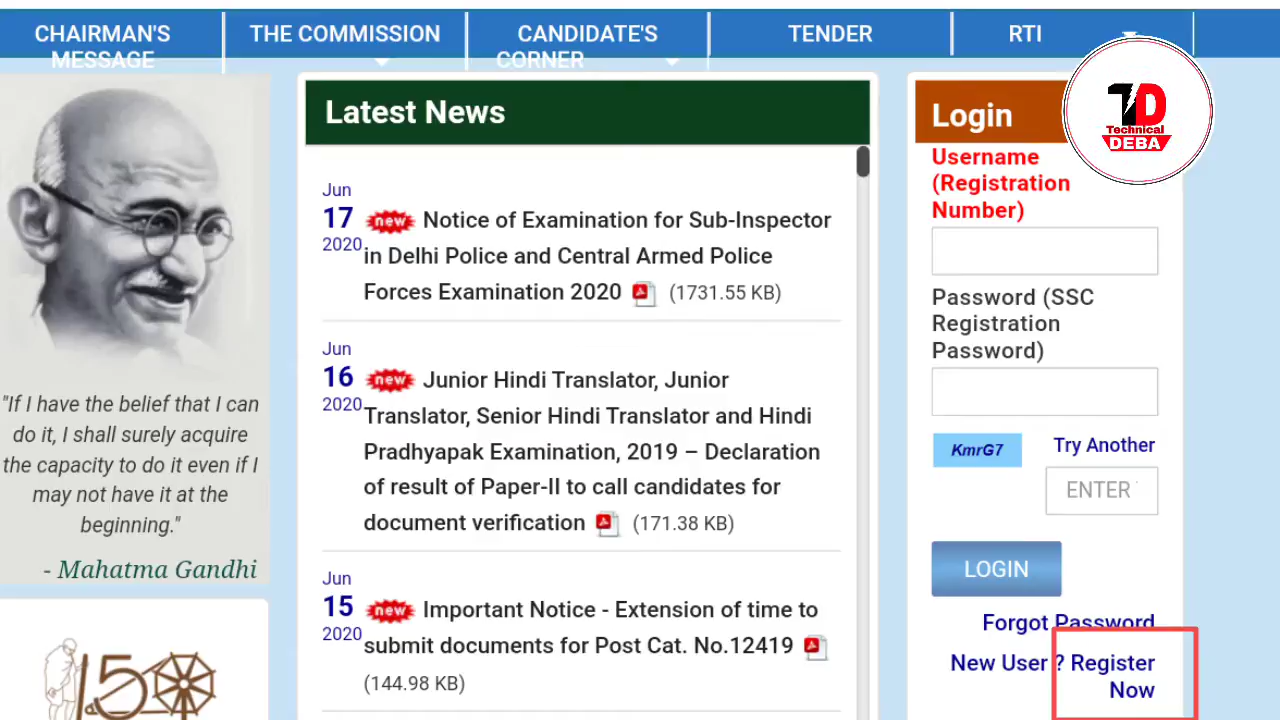 CHAIRMAN'S
MESSAGE
THE COMMISSION
CANDIDATE'S
CORNER
TENDER
RTI
TD
Technical
DEBA
"If I have the belief that I can
do it, I shall surely acquire
the capacity to do it even if I
may not have it at the
beginning."
- Mahatma Gandhi
150
Latest News
Jun
17
2020
new Notice of Examination for Sub-Inspector
in Delhi Police and Central Armed Police
Forces Examination 2020 (1731.55 KB)
Jun
16
2020
new Junior Hindi Translator, Junior
Translator, Senior Hindi Translator and Hindi
Pradhyapak Examination, 2019 – Declaration
of result of Paper-II to call candidates for
document verification (171.38 KB)
Jun
15
2020
new Important Notice - Extension of time to
submit documents for Post Cat. No.12419
(144.98 KB)
Login
Username
(Registration
Number)
Password (SSC
Registration
Password)
KmrG7
Try Another
ENTER
LOGIN
Forgot Password
New User ? Register
Now